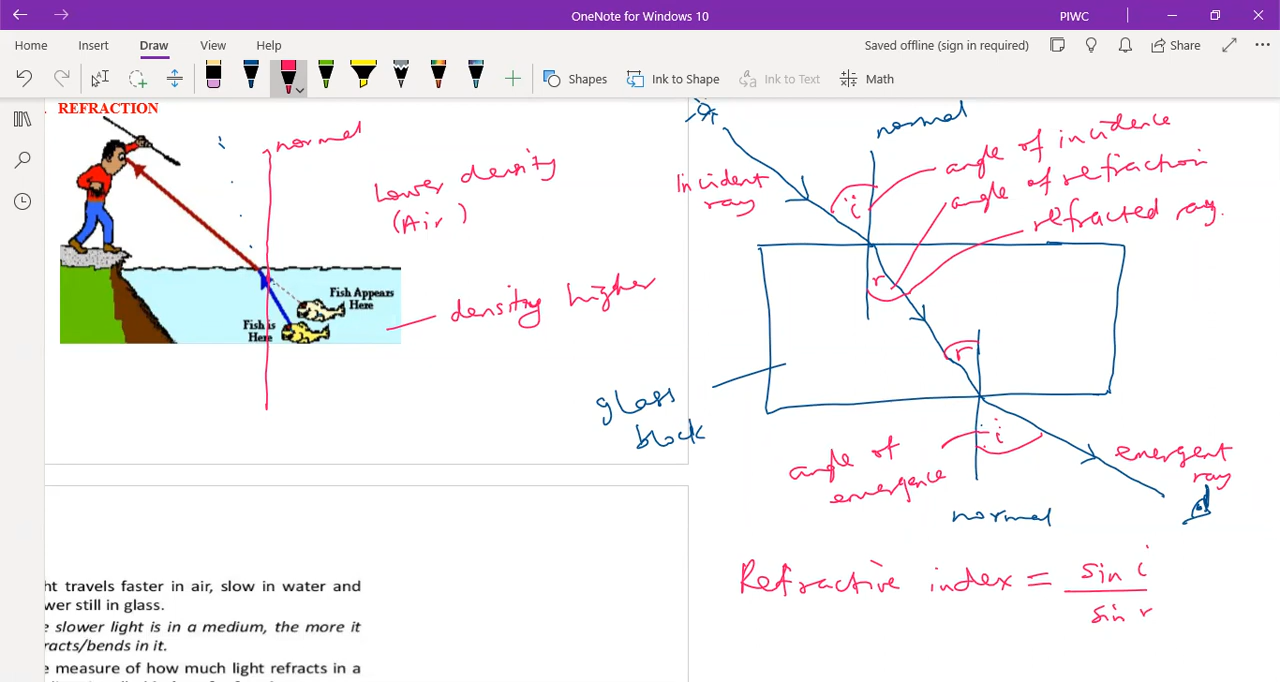 OneNote for Windows 10
PIWC
Home
Insert
Draw
View
Help
Saved offline (sign in required)
Share
Shapes
Ink to Shape
Ink to Text
Math
REFRACTION
normal
Lower density
(Air)
density higher
Fish Appears
Here
Fish is
Here
normal
Incident
ray
angle of incidence
angle of refraction
refracted ray.
i
r
r
i
glass
block
angle of
emergence
emergent
ray
normal
Refractive index = sin i
sin r
ht travels faster in air, slow in water and
wer still in glass.
e slower light is in a medium, the more it
racts/bends in it.
e measure of how much light refracts in a